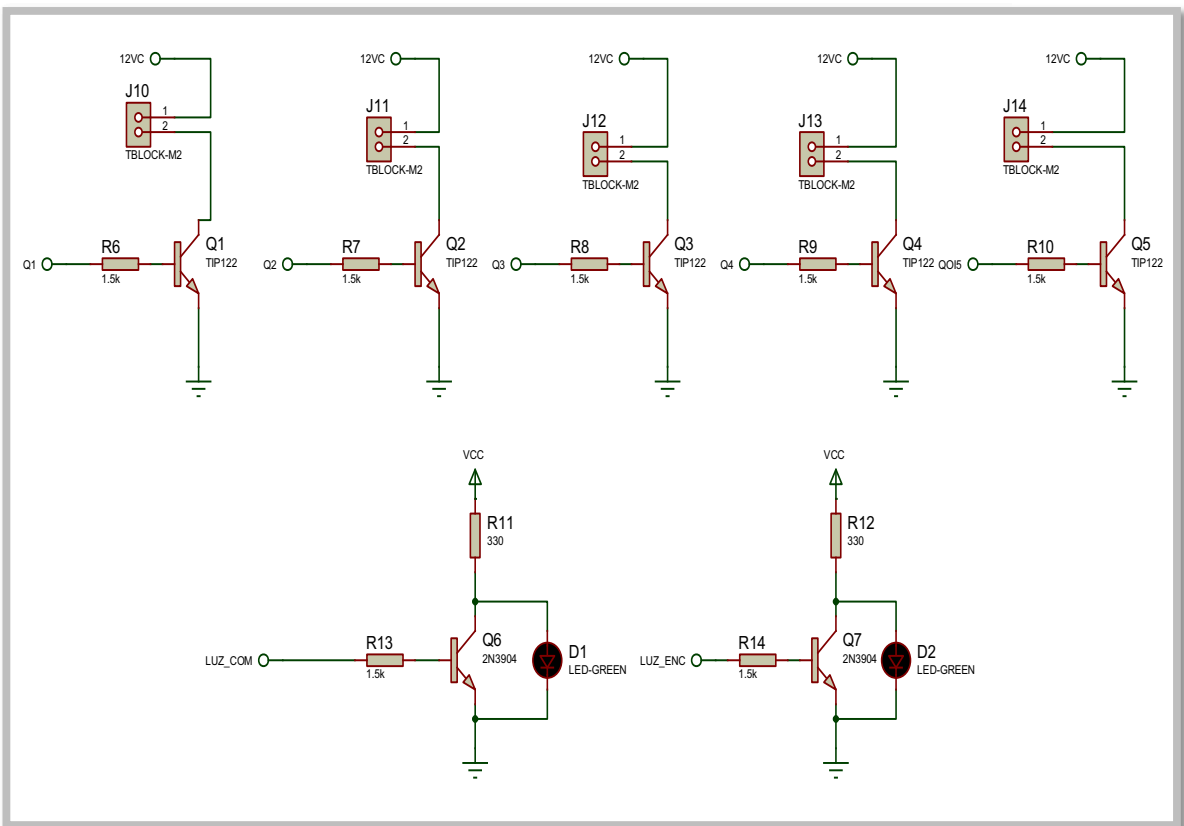 12VC
J10
1
2
TBLOCK-M2
Q1
R6
1.5k
Q1
TIP122
12VC
J11
1
2
TBLOCK-M2
Q2
R7
1.5k
Q2
TIP122
12VC
J12
1
2
TBLOCK-M2
Q3
R8
1.5k
Q3
TIP122
12VC
J13
1
2
TBLOCK-M2
Q4
R9
1.5k
Q4
TIP122
12VC
J14
1
2
TBLOCK-M2
QOI5
R10
1.5k
Q5
TIP122
VCC
R11
330
LUZ_COM
R13
1.5k
Q6
2N3904
D1
LED-GREEN
VCC
R12
330
LUZ_ENC
R14
1.5k
Q7
2N3904
D2
LED-GREEN